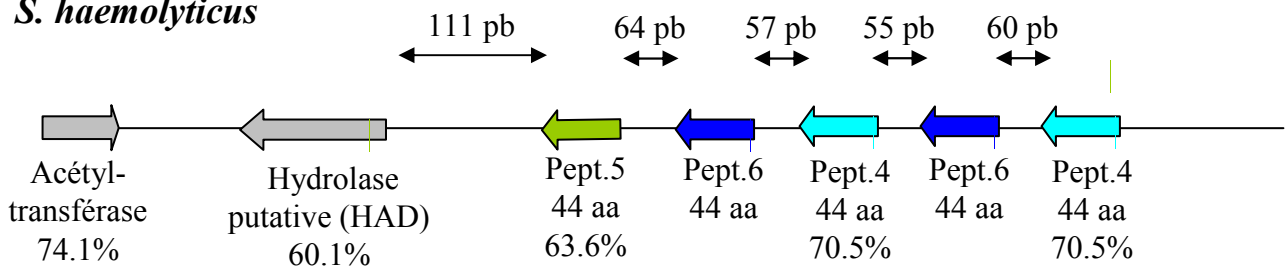 S. haemolyticus
111 pb
64 pb
57 pb
55 pb
60 pb
Acétyl-
transférase
74.1%
Hydrolase
putative (HAD)
60.1%
Pept.5
44 aa
63.6%
Pept.6
44 aa
Pept.4
44 aa
70.5%
Pept.6
44 aa
Pept.4
44 aa
70.5%